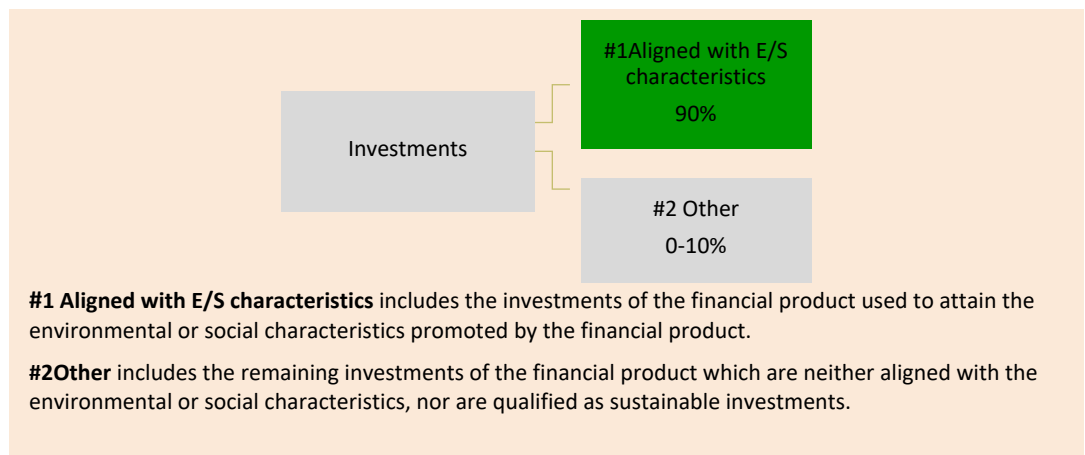 #1Aligned with E/S
characteristics
90%
Investments
#2 Other
0-10%
#1 Aligned with E/S characteristics includes the investments of the financial product used to attain the
environmental or social characteristics promoted by the financial product.
#2Other includes the remaining investments of the financial product which are neither aligned with the
environmental or social characteristics, nor are qualified as sustainable investments.